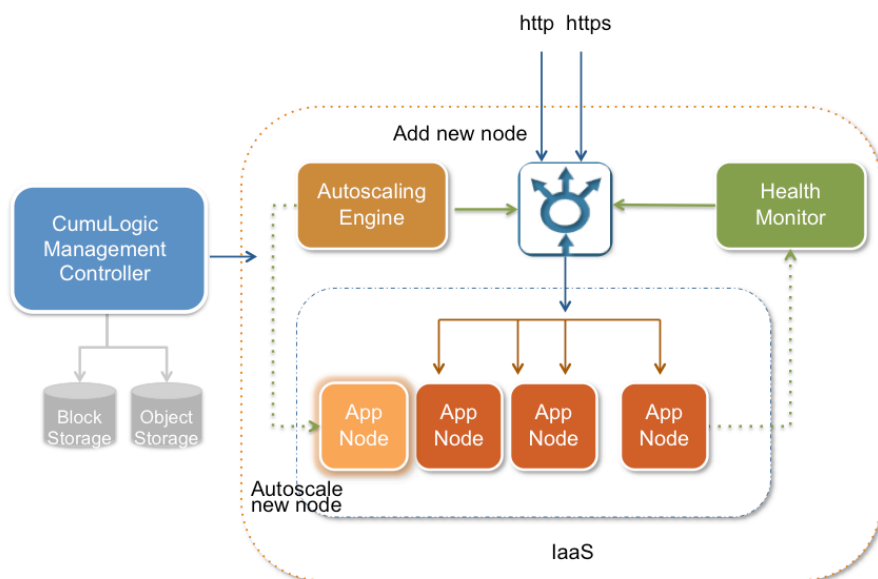 http https
Add new node
Autoscaling
Engine
Health
Monitor
CumuLogic
Management
Controller
Block
Storage
Object
Storage
App
Node
App
Node
App
Node
App
Node
Autoscale
new node
IaaS